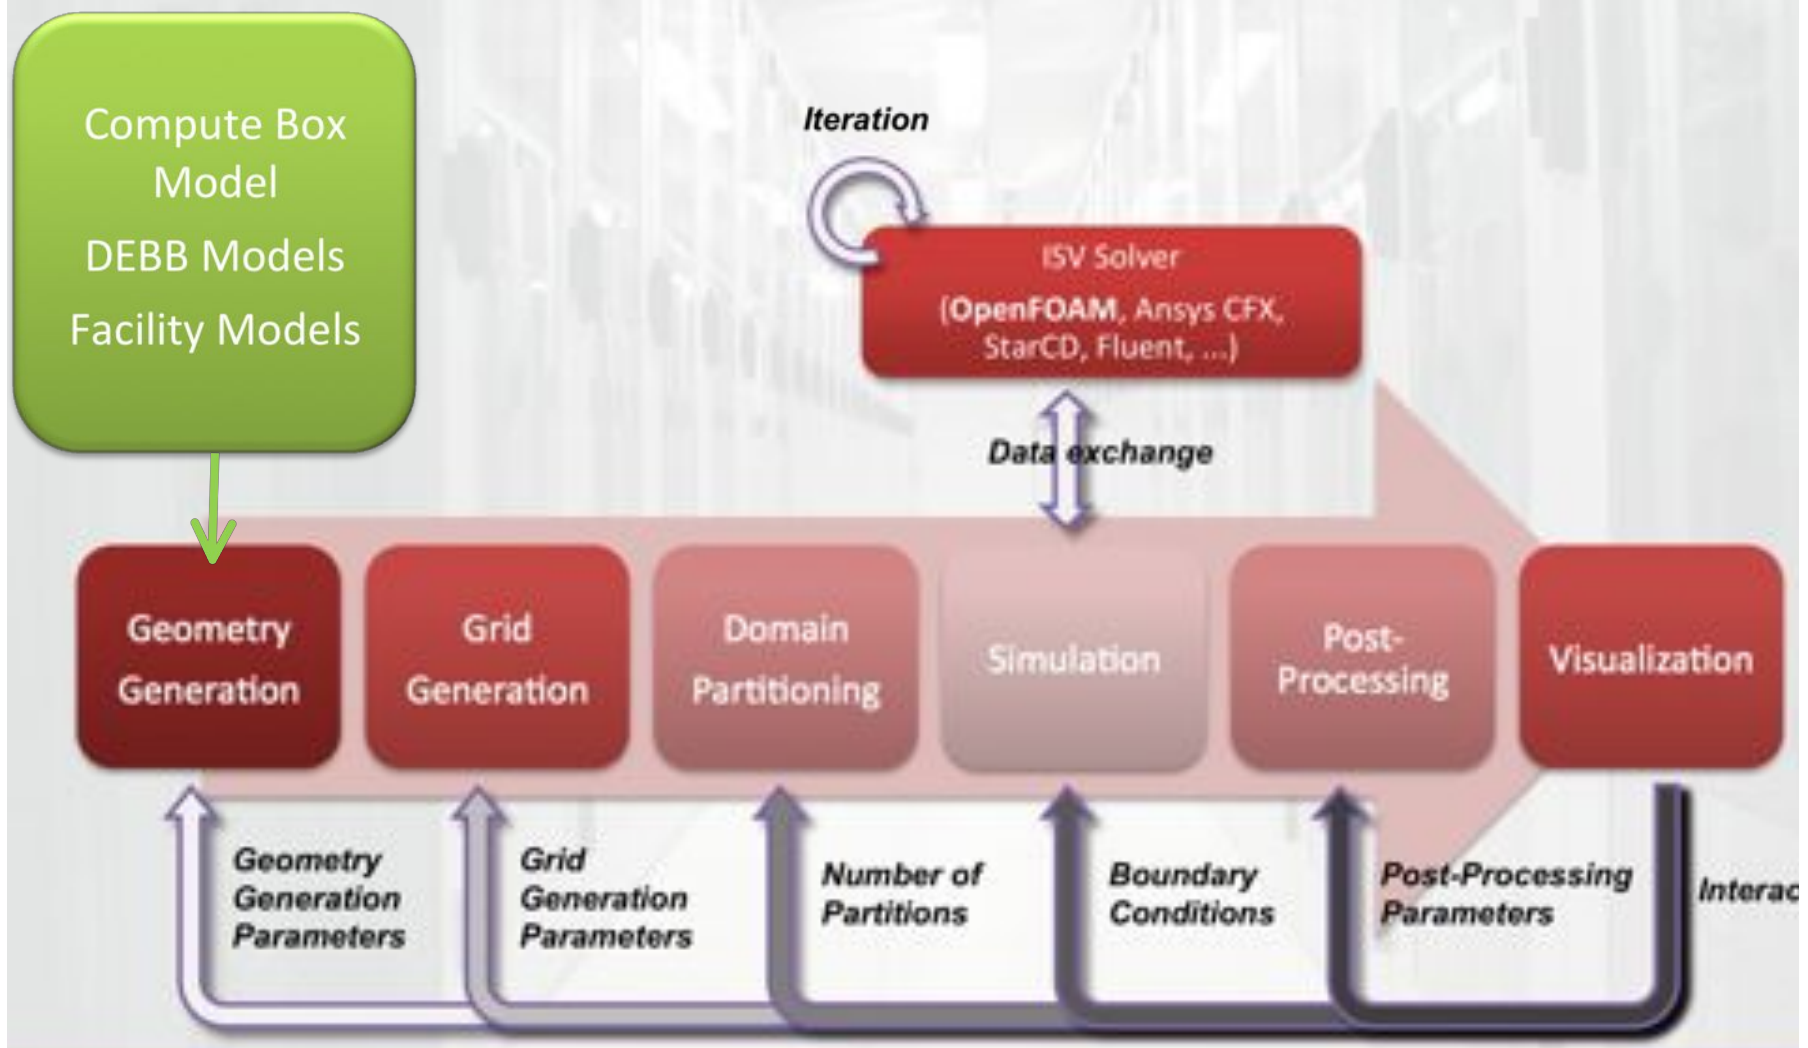 Compute Box
Model
DEBB Models
Facility Models
Iteration
ISV Solver
(OpenFOAM, Ansys CFX,
StarCD, Fluent, ...)
Data exchange
Geometry
Generation
Grid
Generation
Domain
Partitioning
Simulation
Post-
Processing
Visualization
Geometry
Generation
Parameters
Grid
Generation
Parameters
Number of
Partitions
Boundary
Conditions
Post-Processing
Parameters
Interac